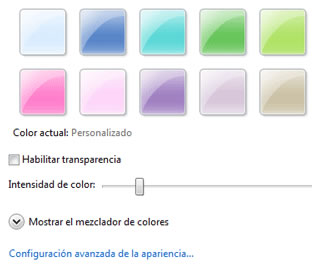 Color actual: Personalizado
Habilitar transparencia
Intensidad de color:
Mostrar el mezclador de colores
Configuración avanzada de la apariencia...